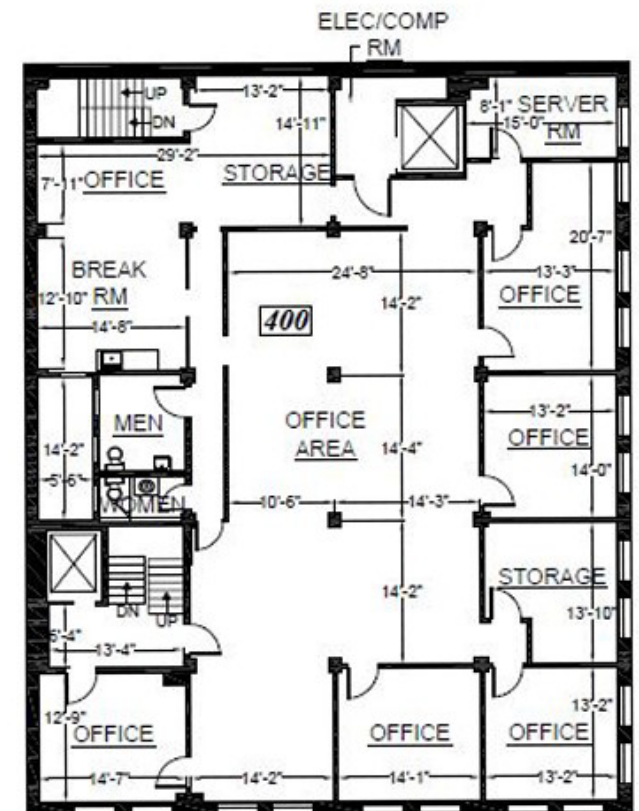 ELEC/COMP
RM
UP
DN
13'-2"
14'-11"
8'-1" SERVER
15'-0"
RM
29'-2"
7'-11" OFFICE
STORAGE
20'-7"
BREAK
RM
12'-10"
14'-8"
24'-8"
13'-3"
OFFICE
14'-2"
400
MEN
OFFICE
AREA
13'-2"
OFFICE
14'-2"
14'-4"
14'-0"
5'-6"
WOMEN
10'-6"
14'-3"
STORAGE
14'-2"
DN
UP
13'-10"
13'-4"
12'-9"
OFFICE
OFFICE
OFFICE
13'-2"
14'-7"
14'-2"
14'-1"
13'-2"